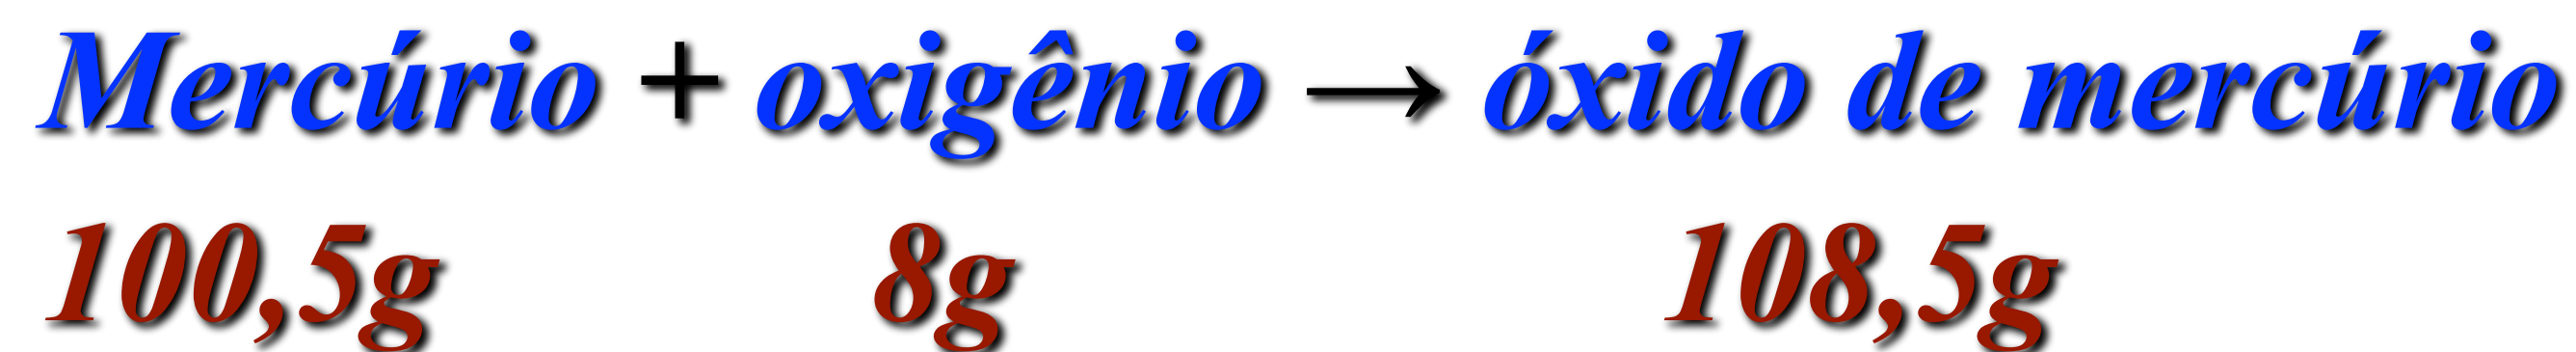 Mercúrio + oxigênio → óxido de mercúrio
100,5g 8g 108,5g